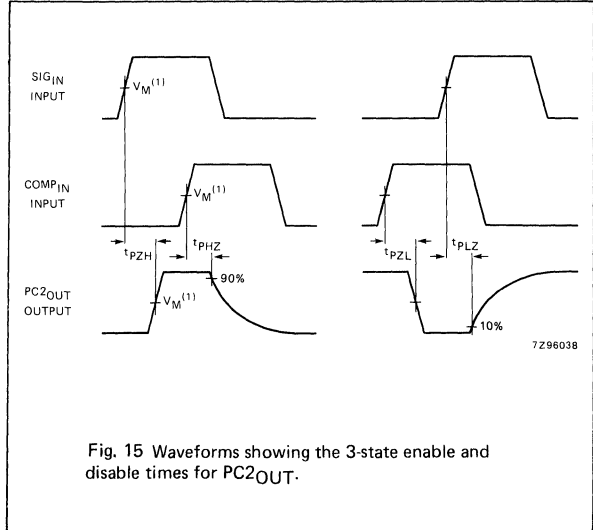 SIG_IN
INPUT
V_M(1)
COMP_IN
INPUT
V_M(1)
t_PZH
t_PHZ
t_PZL
t_PLZ
PC2_OUT
OUTPUT
V_M(1)
90%
10%
7Z96038
Fig. 15 Waveforms showing the 3-state enable and
disable times for PC2_OUT.